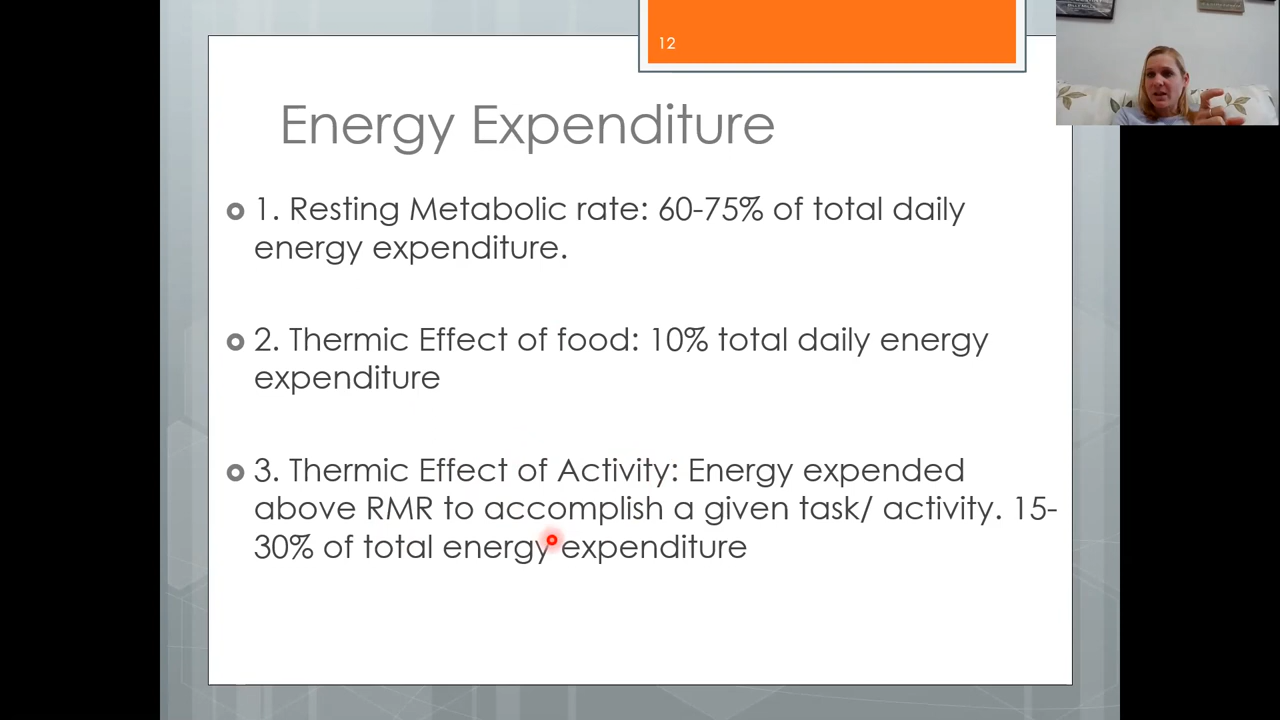 12
Energy Expenditure
1. Resting Metabolic rate: 60-75% of total daily
energy expenditure.
2. Thermic Effect of food: 10% total daily energy
expenditure
3. Thermic Effect of Activity: Energy expended
above RMR to accomplish a given task/ activity. 15-
30% of total energy expenditure